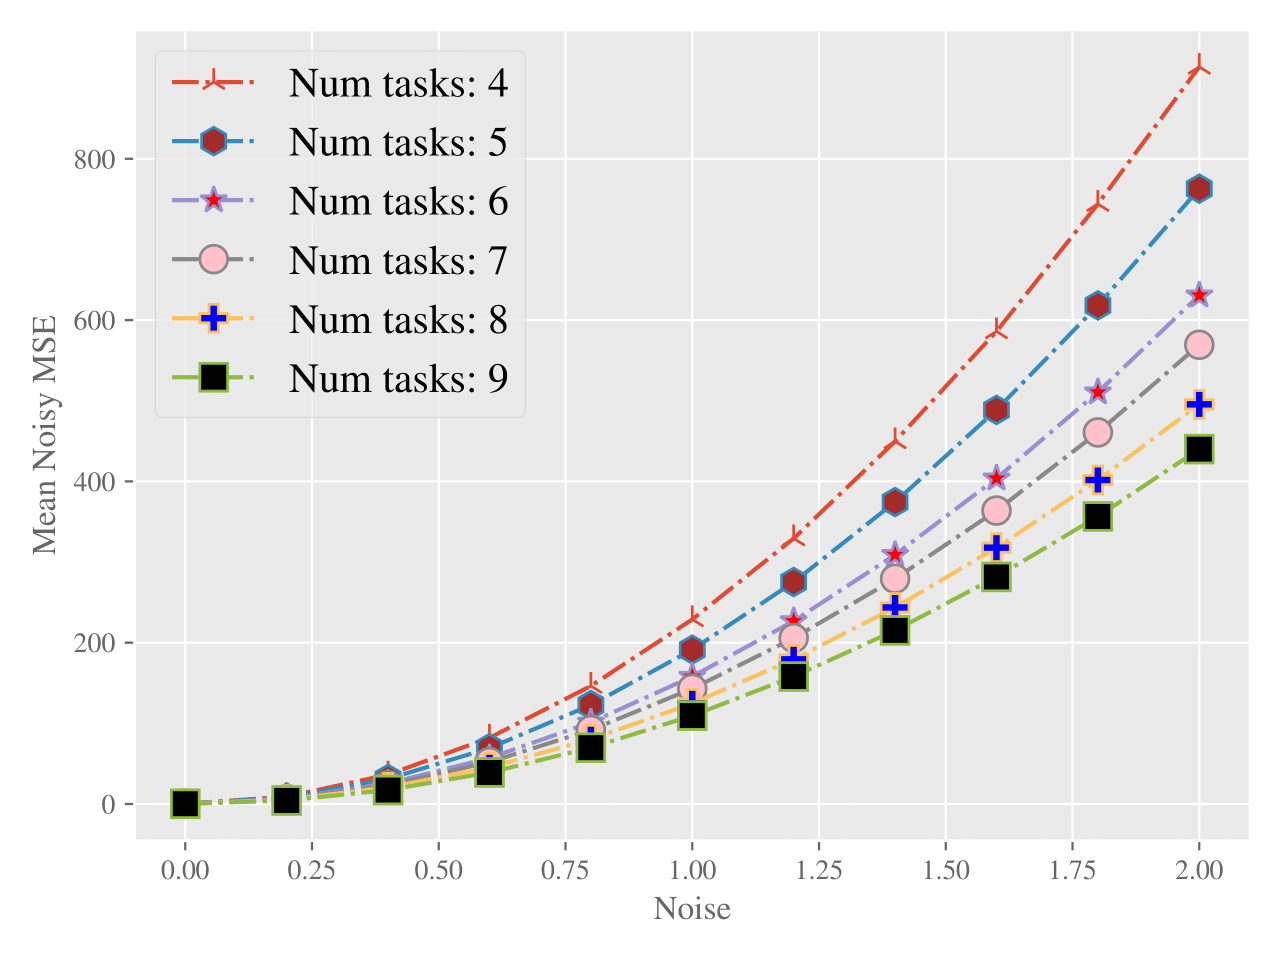 Num tasks: 4
Num tasks: 5
Num tasks: 6
Num tasks: 7
Num tasks: 8
Num tasks: 9
Mean Noisy MSE
800
600
400
200
0
0.00 0.25 0.50 0.75 1.00 1.25 1.50 1.75 2.00
Noise